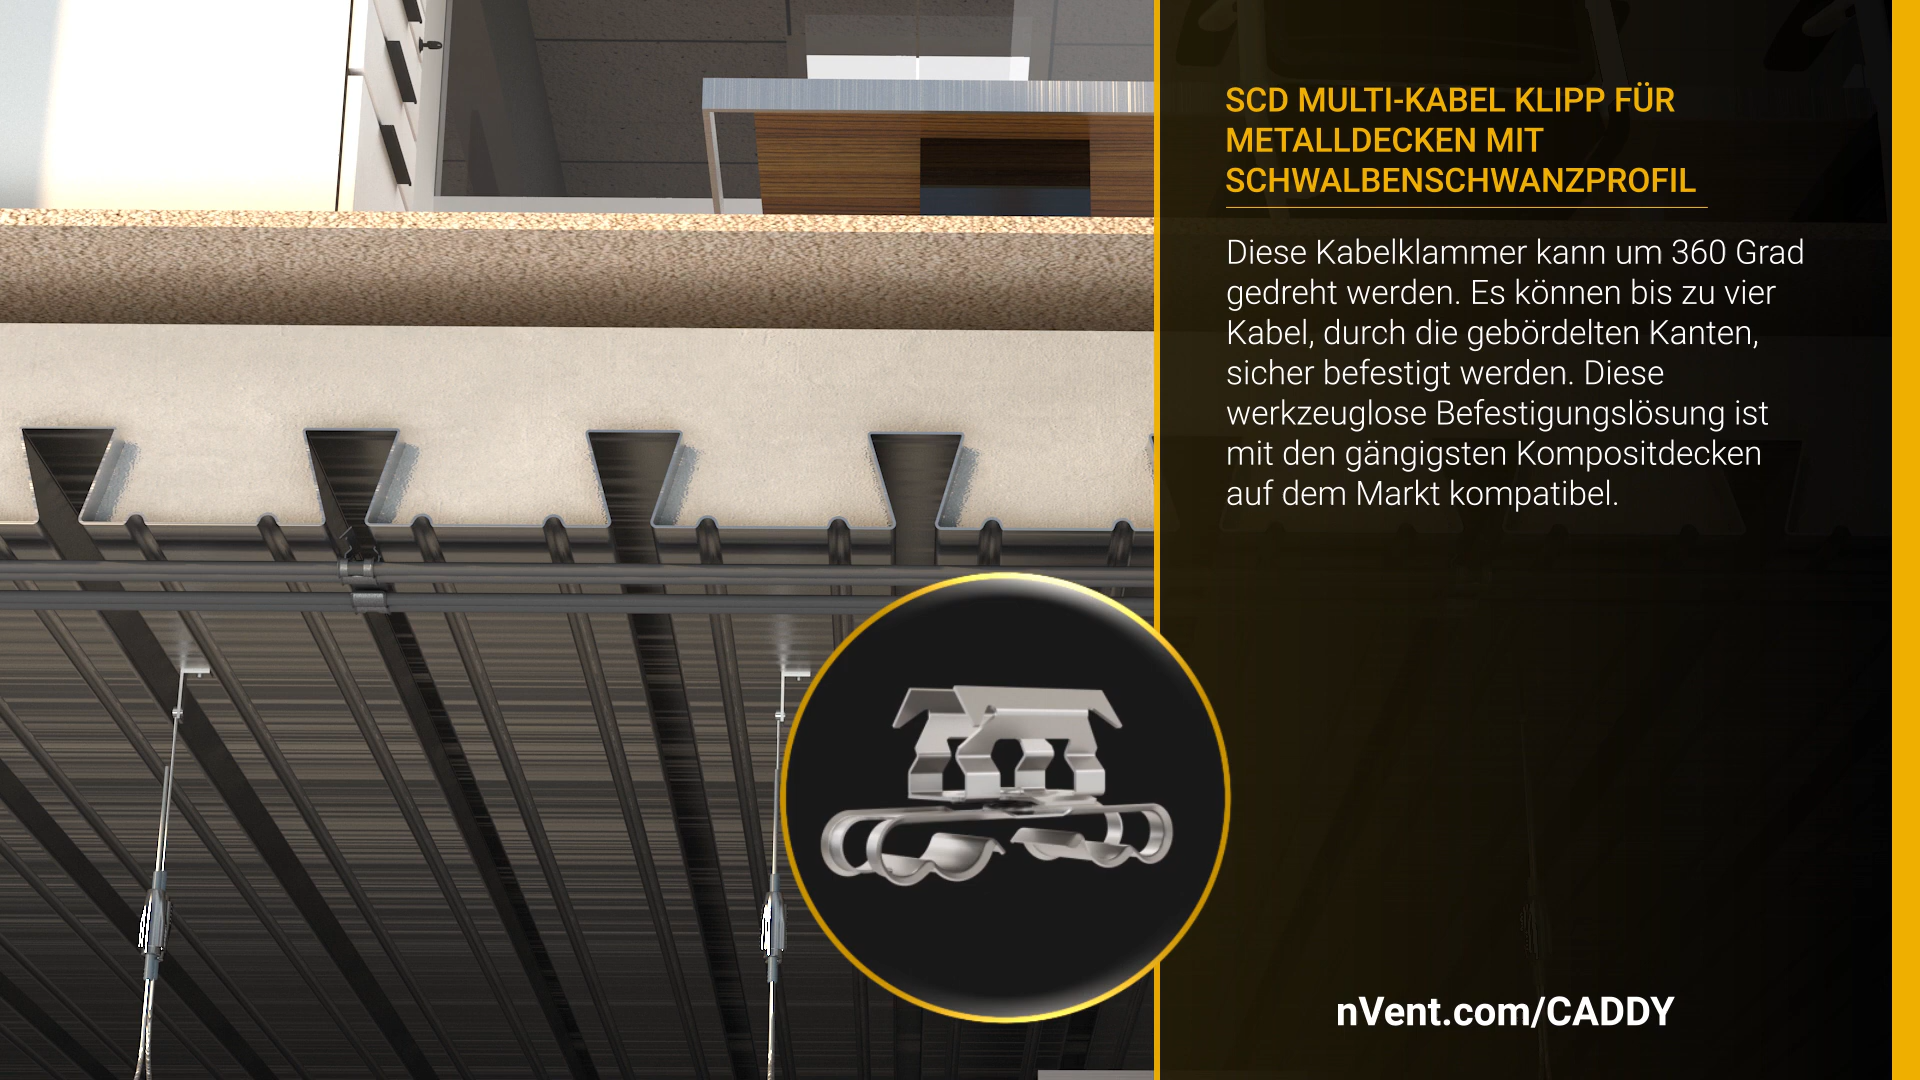 SCD MULTI-KABEL KLIPP FÜR
METALLDECKEN MIT
SCHWALBENSCHWANZPROFIL
Diese Kabelklammer kann um 360 Grad
gedreht werden. Es können bis zu vier
Kabel, durch die gebördelten Kanten,
sicher befestigt werden. Diese
werkzeuglose Befestigungslösung ist
mit den gängigsten Kompositdecken
auf dem Markt kompatibel.
nVent.com/CADDY